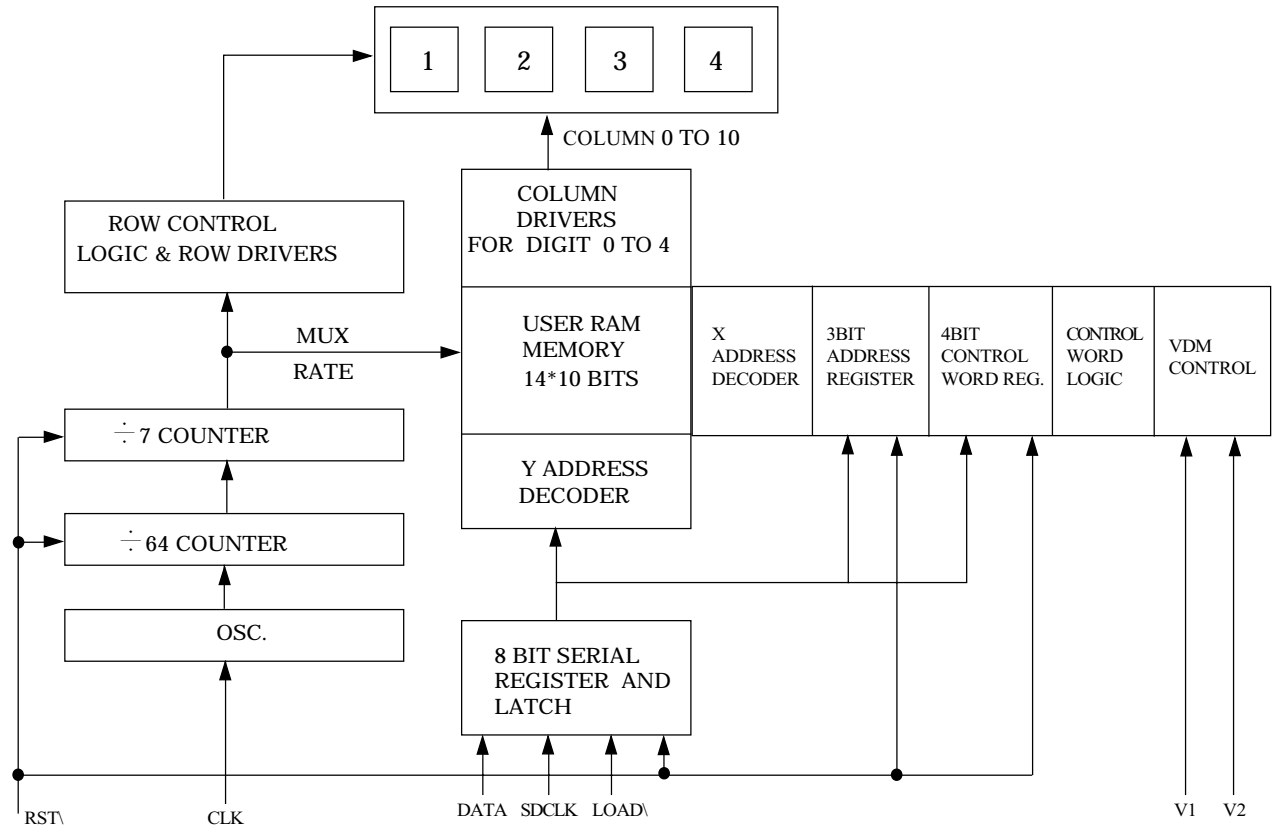 1 2 3 4
COLUMN 0 TO 10
ROW CONTROL
LOGIC & ROW DRIVERS
COLUMN
DRIVERS
FOR DIGIT 0 TO 4
MUX
RATE
USER RAM
MEMORY
14*10 BITS
X
ADDRESS
DECODER
3BIT
ADDRESS
REGISTER
4BIT
CONTROL
WORD REG.
CONTROL
WORD
LOGIC
VDM
CONTROL
÷ 7 COUNTER
Y ADDRESS
DECODER
÷ 64 COUNTER
OSC.
8 BIT SERIAL
REGISTER AND
LATCH
RST\
CLK
DATA
SDCLK
LOAD\
V1
V2